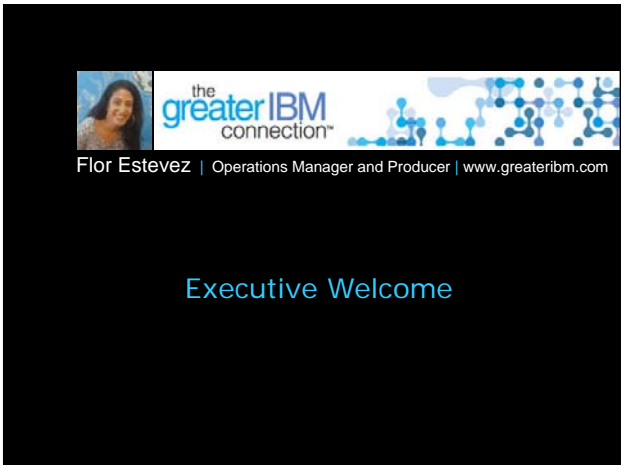 the
greater IBM
connection™
Flor Estevez | Operations Manager and Producer | www.greateribm.com
Executive Welcome